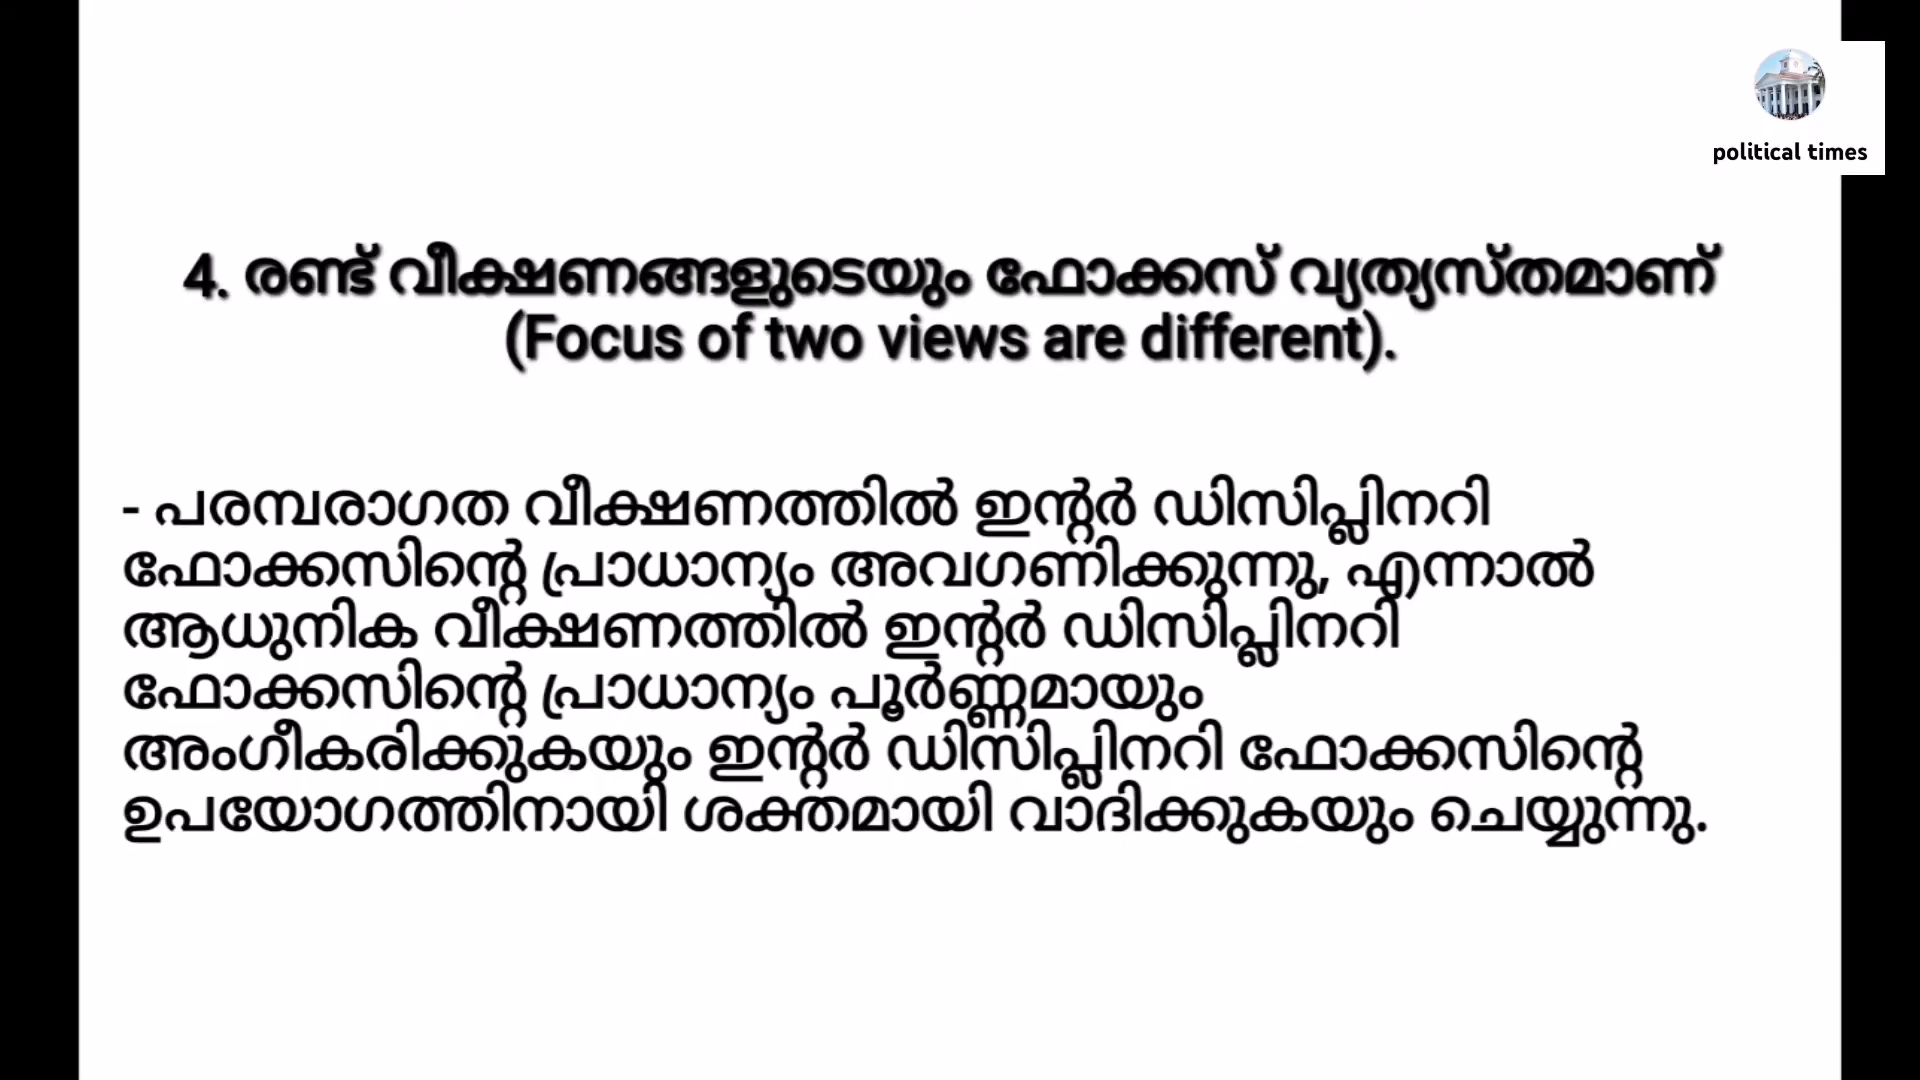 political times
4. രണ്ട് വീക്ഷണങ്ങളുടെയും ഫോക്കസ് വ്യത്യസ്തമാണ്
(Focus of two views are different).
- പരമ്പരാഗത വീക്ഷണത്തിൽ ഇന്റർ ഡിസിപ്ലിനറി
ഫോക്കസിന്റെ പ്രാധാന്യം അവഗണിക്കുന്നു, എന്നാൽ
ആധുനിക വീക്ഷണത്തിൽ ഇന്റർ ഡിസിപ്ലിനറി
ഫോക്കസിന്റെ പ്രാധാന്യം പൂർണ്ണമായും
അംഗീകരിക്കുകയും ഇന്റർ ഡിസിപ്ലിനറി ഫോക്കസിന്റെ
ഉപയോഗത്തിനായി ശക്തമായി വാദിക്കുകയും ചെയ്യുന്നു.